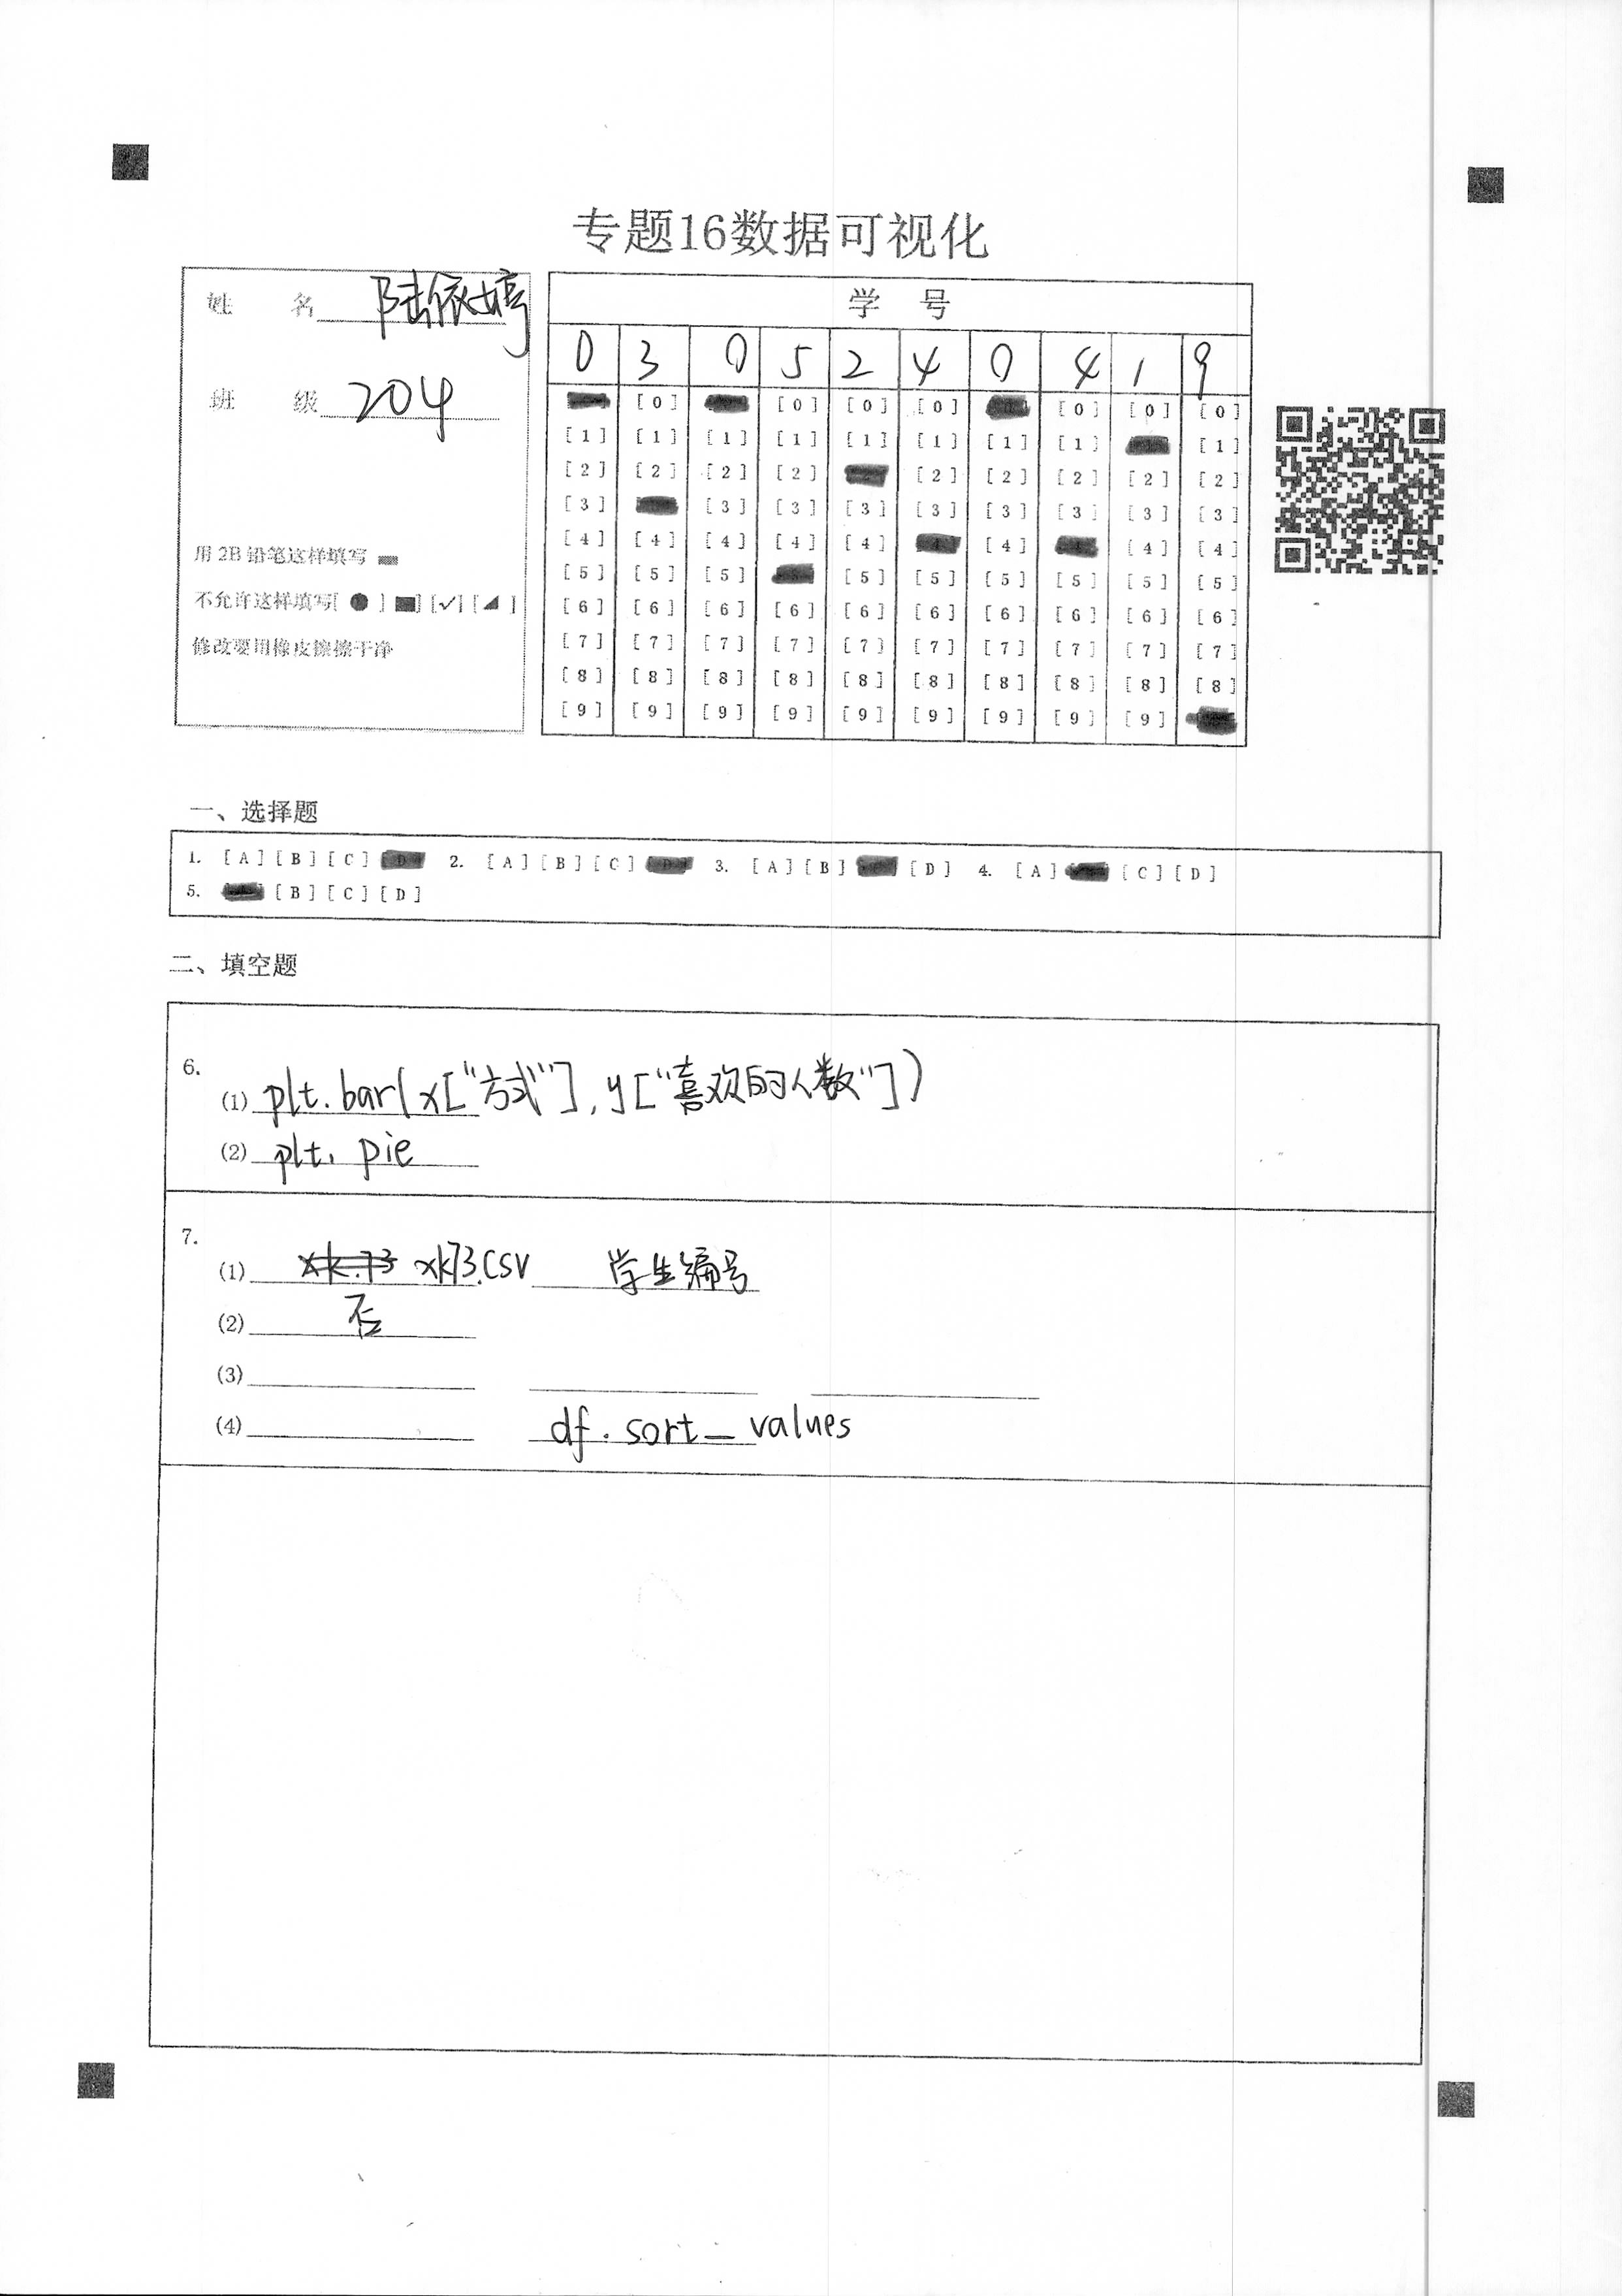 专题16数据可视化
姓 名 陆依婷
班 级 204
用 2B 铅笔这样填写
不允许这样填写[ ● ] [■] [✓] [◢ ]
修改要用橡皮擦擦干净
学 号
0 3 0 5 2 4 0 4 1 9
[0] [0] [0] [0] [0] [0] [0]
[1] [1] [1] [1] [1] [1] [1] [1] [1]
[2] [2] [2] [2] [2] [2] [2] [2] [2]
[3] [3] [3] [3] [3] [3] [3] [3] [3]
[4] [4] [4] [4] [4] [4] [4] [4]
[5] [5] [5] [5] [5] [5] [5] [5] [5]
[6] [6] [6] [6] [6] [6] [6] [6] [6] [6]
[7] [7] [7] [7] [7] [7] [7] [7] [7] [7]
[8] [8] [8] [8] [8] [8] [8] [8] [8] [8]
[9] [9] [9] [9] [9] [9] [9] [9] [9]
一、选择题
1. [A] [B] [C] [D] 2. [A] [B] [C] [D] 3. [A] [B] [D] 4. [A] [C] [D]
5. [B] [C] [D]
二、填空题
6.
(1) plt.bar(x["方式"],y["喜欢的人数"])
(2) plt. pie
7.
(1) xk.73 xk73.csv 学生编号
(2) 否
(3)
(4) df.sort_values